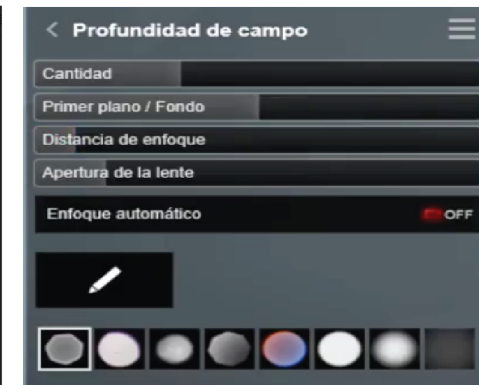 Profundidad de campo
Cantidad
Primer plano / Fondo
Distancia de enfoque
Apertura de la lente
Enfoque automático OFF